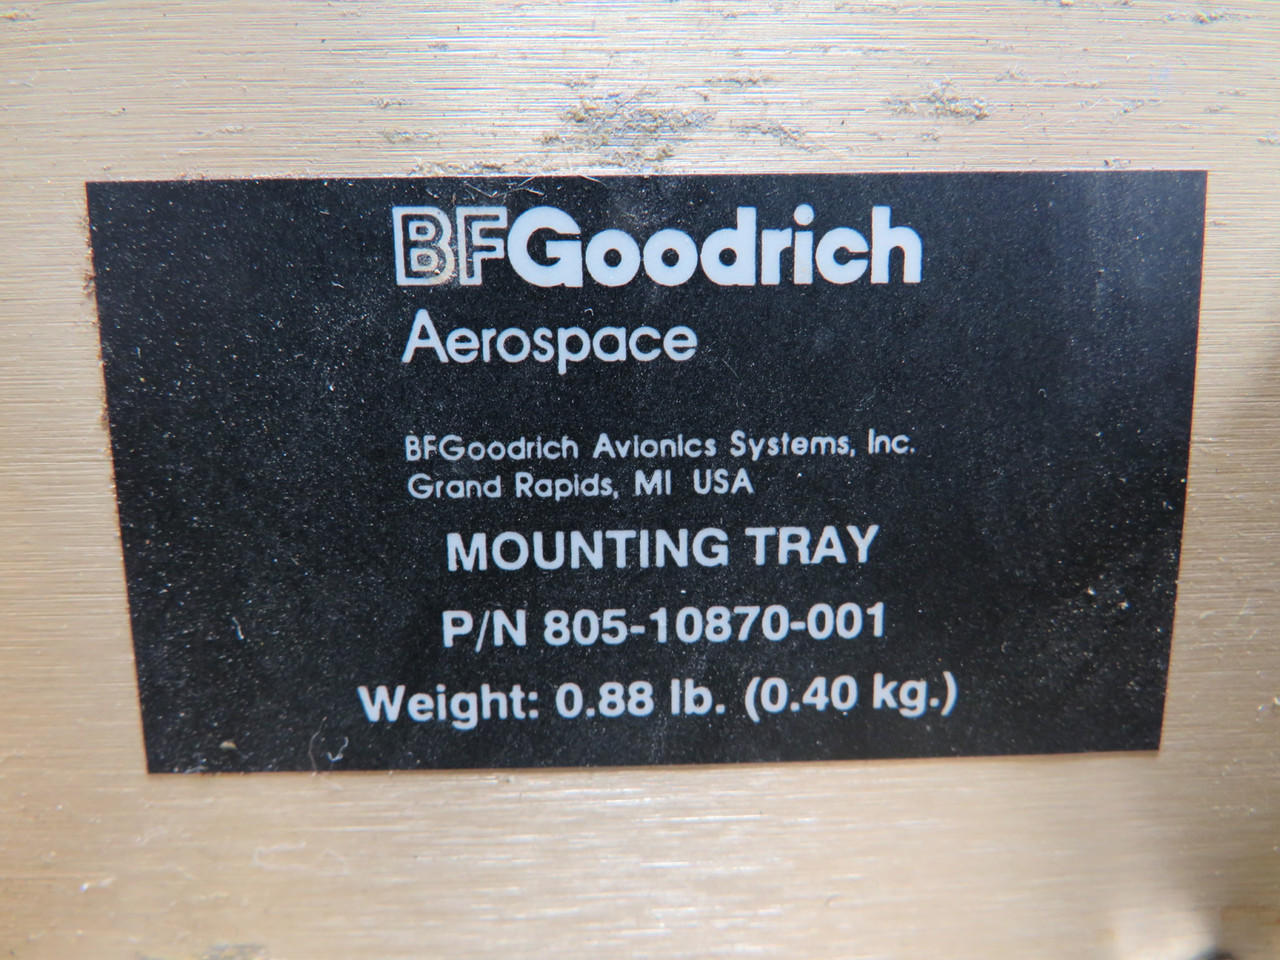 BFGoodrich
Aerospace
BFGoodrich Avionics Systems, Inc.
Grand Rapids, MI USA
MOUNTING TRAY
P/N 805-10870-001
Weight: 0.88 lb. (0.40 kg.)